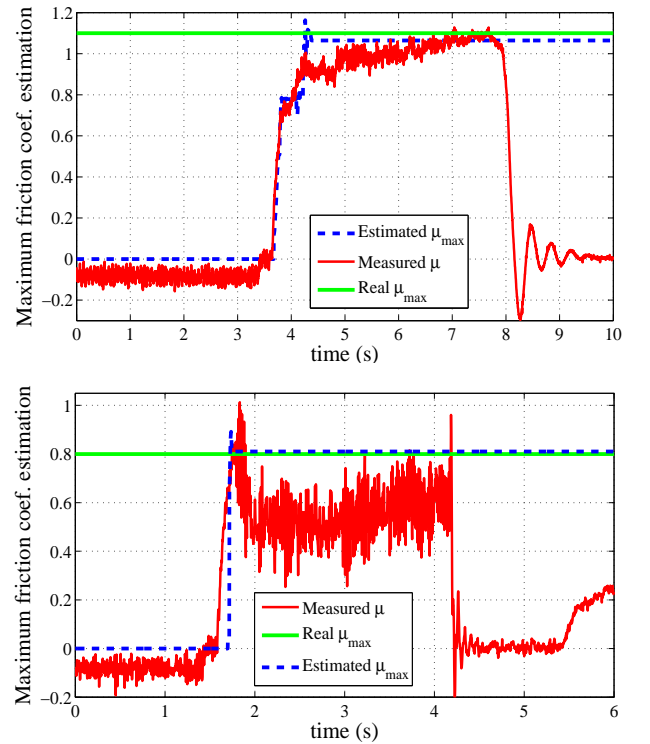 Maximum friction coef. estimation
1.2
1
0.8
0.6
0.4
0.2
0
−0.2
0 1 2 3 4 5 6 7 8 9 10
time (s)
Estimated μmax
Measured μ
Real μmax
Maximum friction coef. estimation
1
0.8
0.6
0.4
0.2
0
−0.2
0 1 2 3 4 5 6
time (s)
Measured μ
Real μmax
Estimated μmax